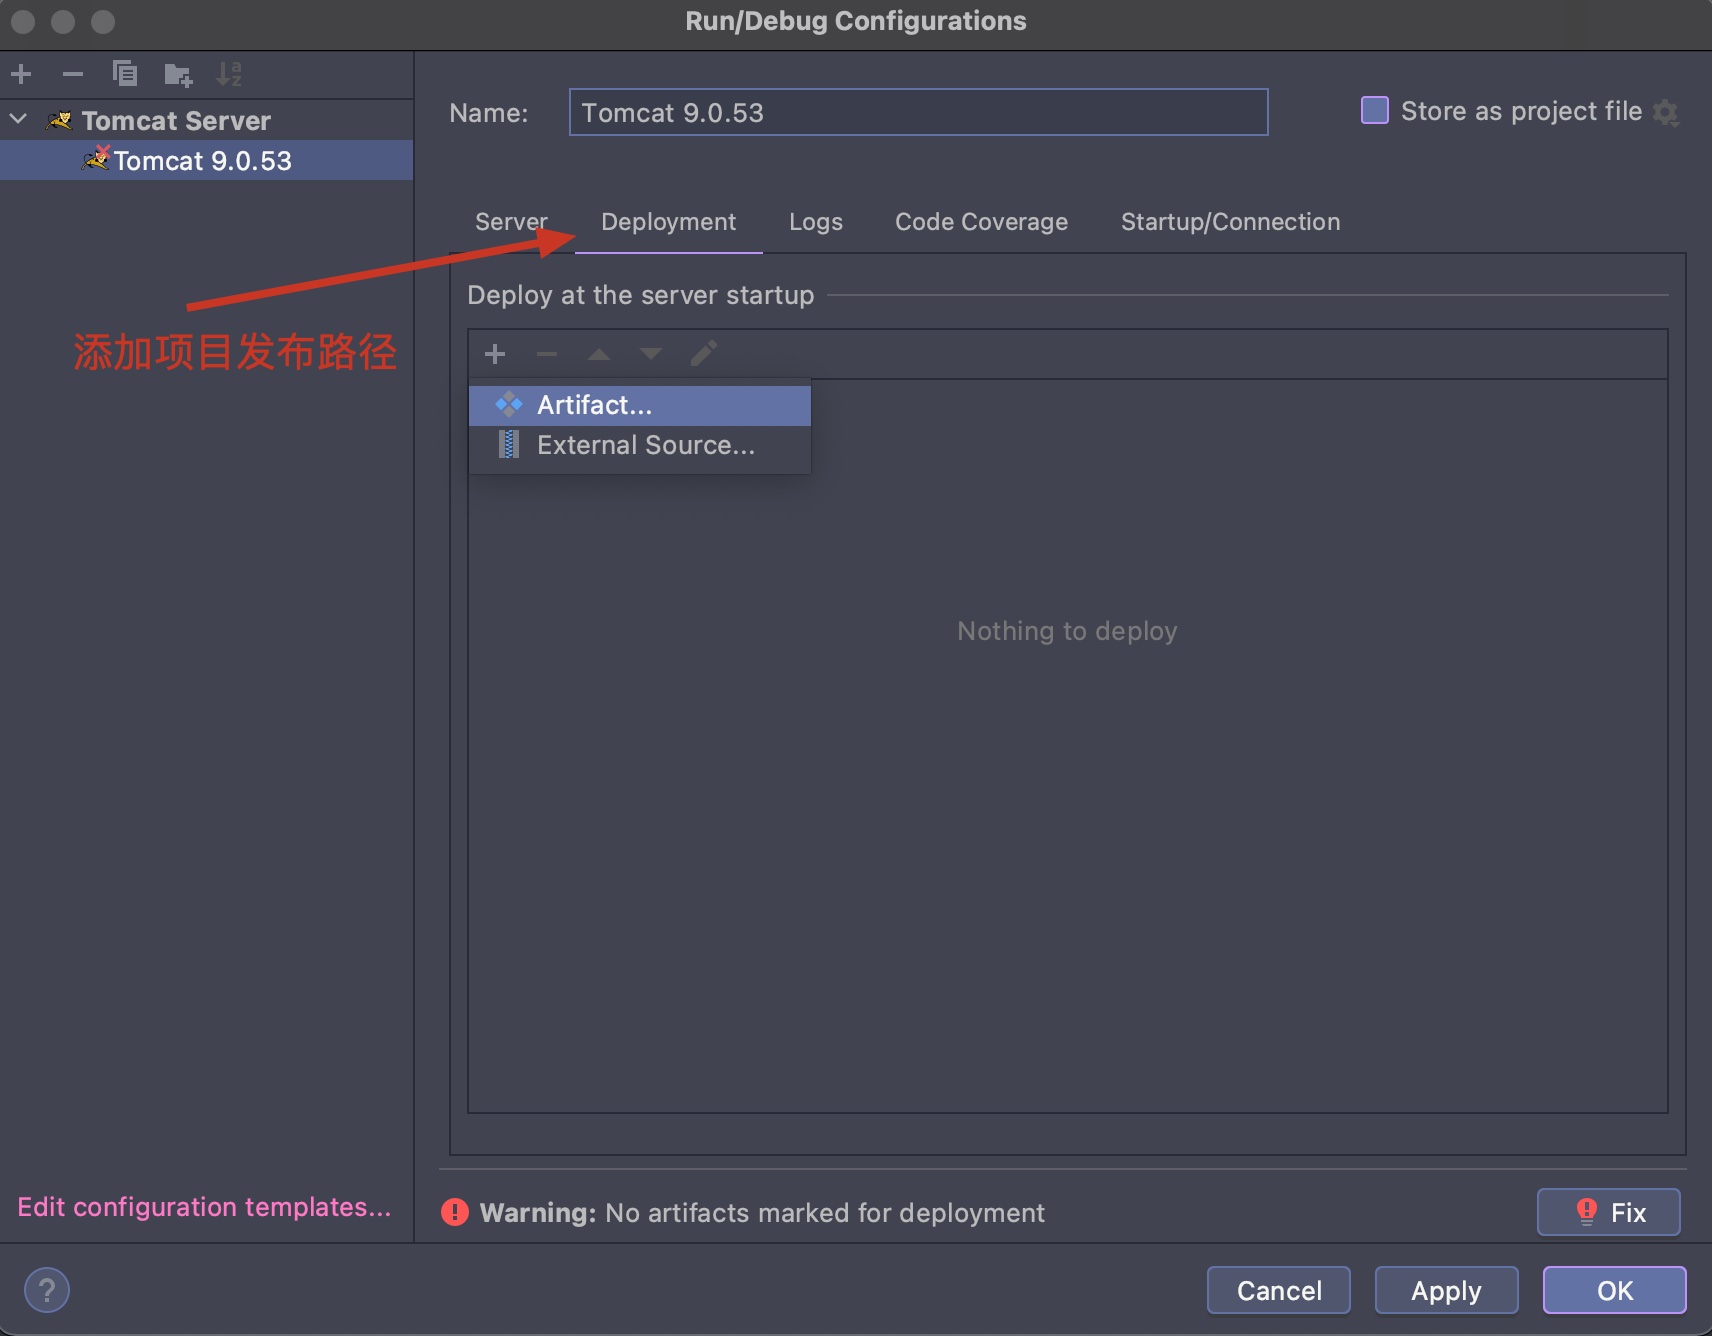 Run/Debug Configurations
Tomcat Server
Tomcat 9.0.53
Name:
Tomcat 9.0.53
Store as project file
Server
Deployment
Logs
Code Coverage
Startup/Connection
添加项目发布路径
Deploy at the server startup
Artifact...
External Source...
Nothing to deploy
Edit configuration templates...
Warning: No artifacts marked for deployment
Fix
?
Cancel
Apply
OK